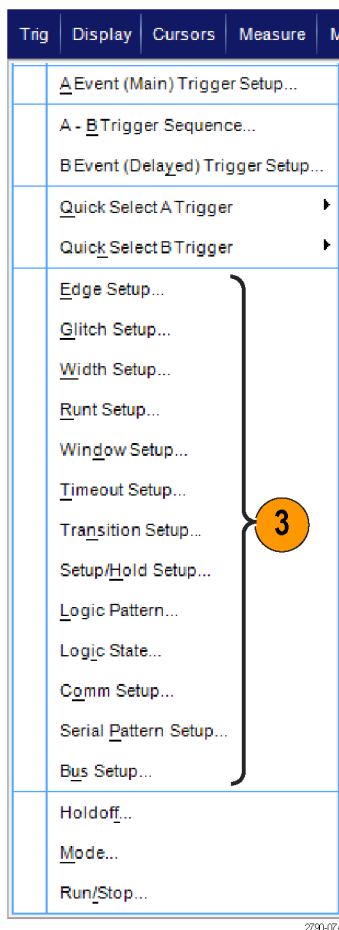 Trig Display Cursors Measure M
A Event (Main) Trigger Setup...
A - B Trigger Sequence...
B Event (Delayed) Trigger Setup...
Quick Select A Trigger
Quick Select B Trigger
Edge Setup...
Glitch Setup...
Width Setup...
Runt Setup...
Window Setup...
Timeout Setup...
Transition Setup...
3
Setup/Hold Setup...
Logic Pattern...
Logic State...
Comm Setup...
Serial Pattern Setup...
Bus Setup...
Holdoff...
Mode...
Run/Stop...